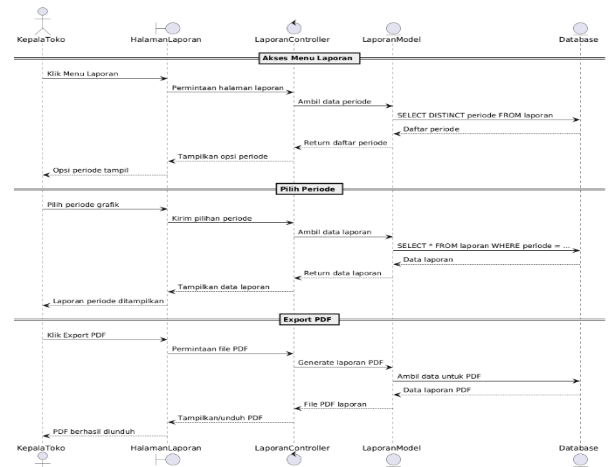 KepalaToko HalamanLaporan LaporanController LaporanModel Database
Akses Menu Laporan
Klik Menu Laporan
Permintaan halaman laporan
Ambil data periode
SELECT DISTINCT periode FROM laporan
Daftar periode
Return daftar periode
Tampilkan opsi periode
Opsi periode tampil
Pilih Periode
Pilih periode grafik
Kirim pilihan periode
Ambil data laporan
SELECT * FROM laporan WHERE periode = ...
Data laporan
Return data laporan
Tampilkan data laporan
Laporan periode ditampilkan
Export PDF
Klik Export PDF
Permintaan file PDF
Generate laporan PDF
Ambil data untuk PDF
Data laporan PDF
File PDF laporan
Tampilkan/unduh PDF
PDF berhasil diunduh
KepalaToko HalamanLaporan LaporanController LaporanModel Database